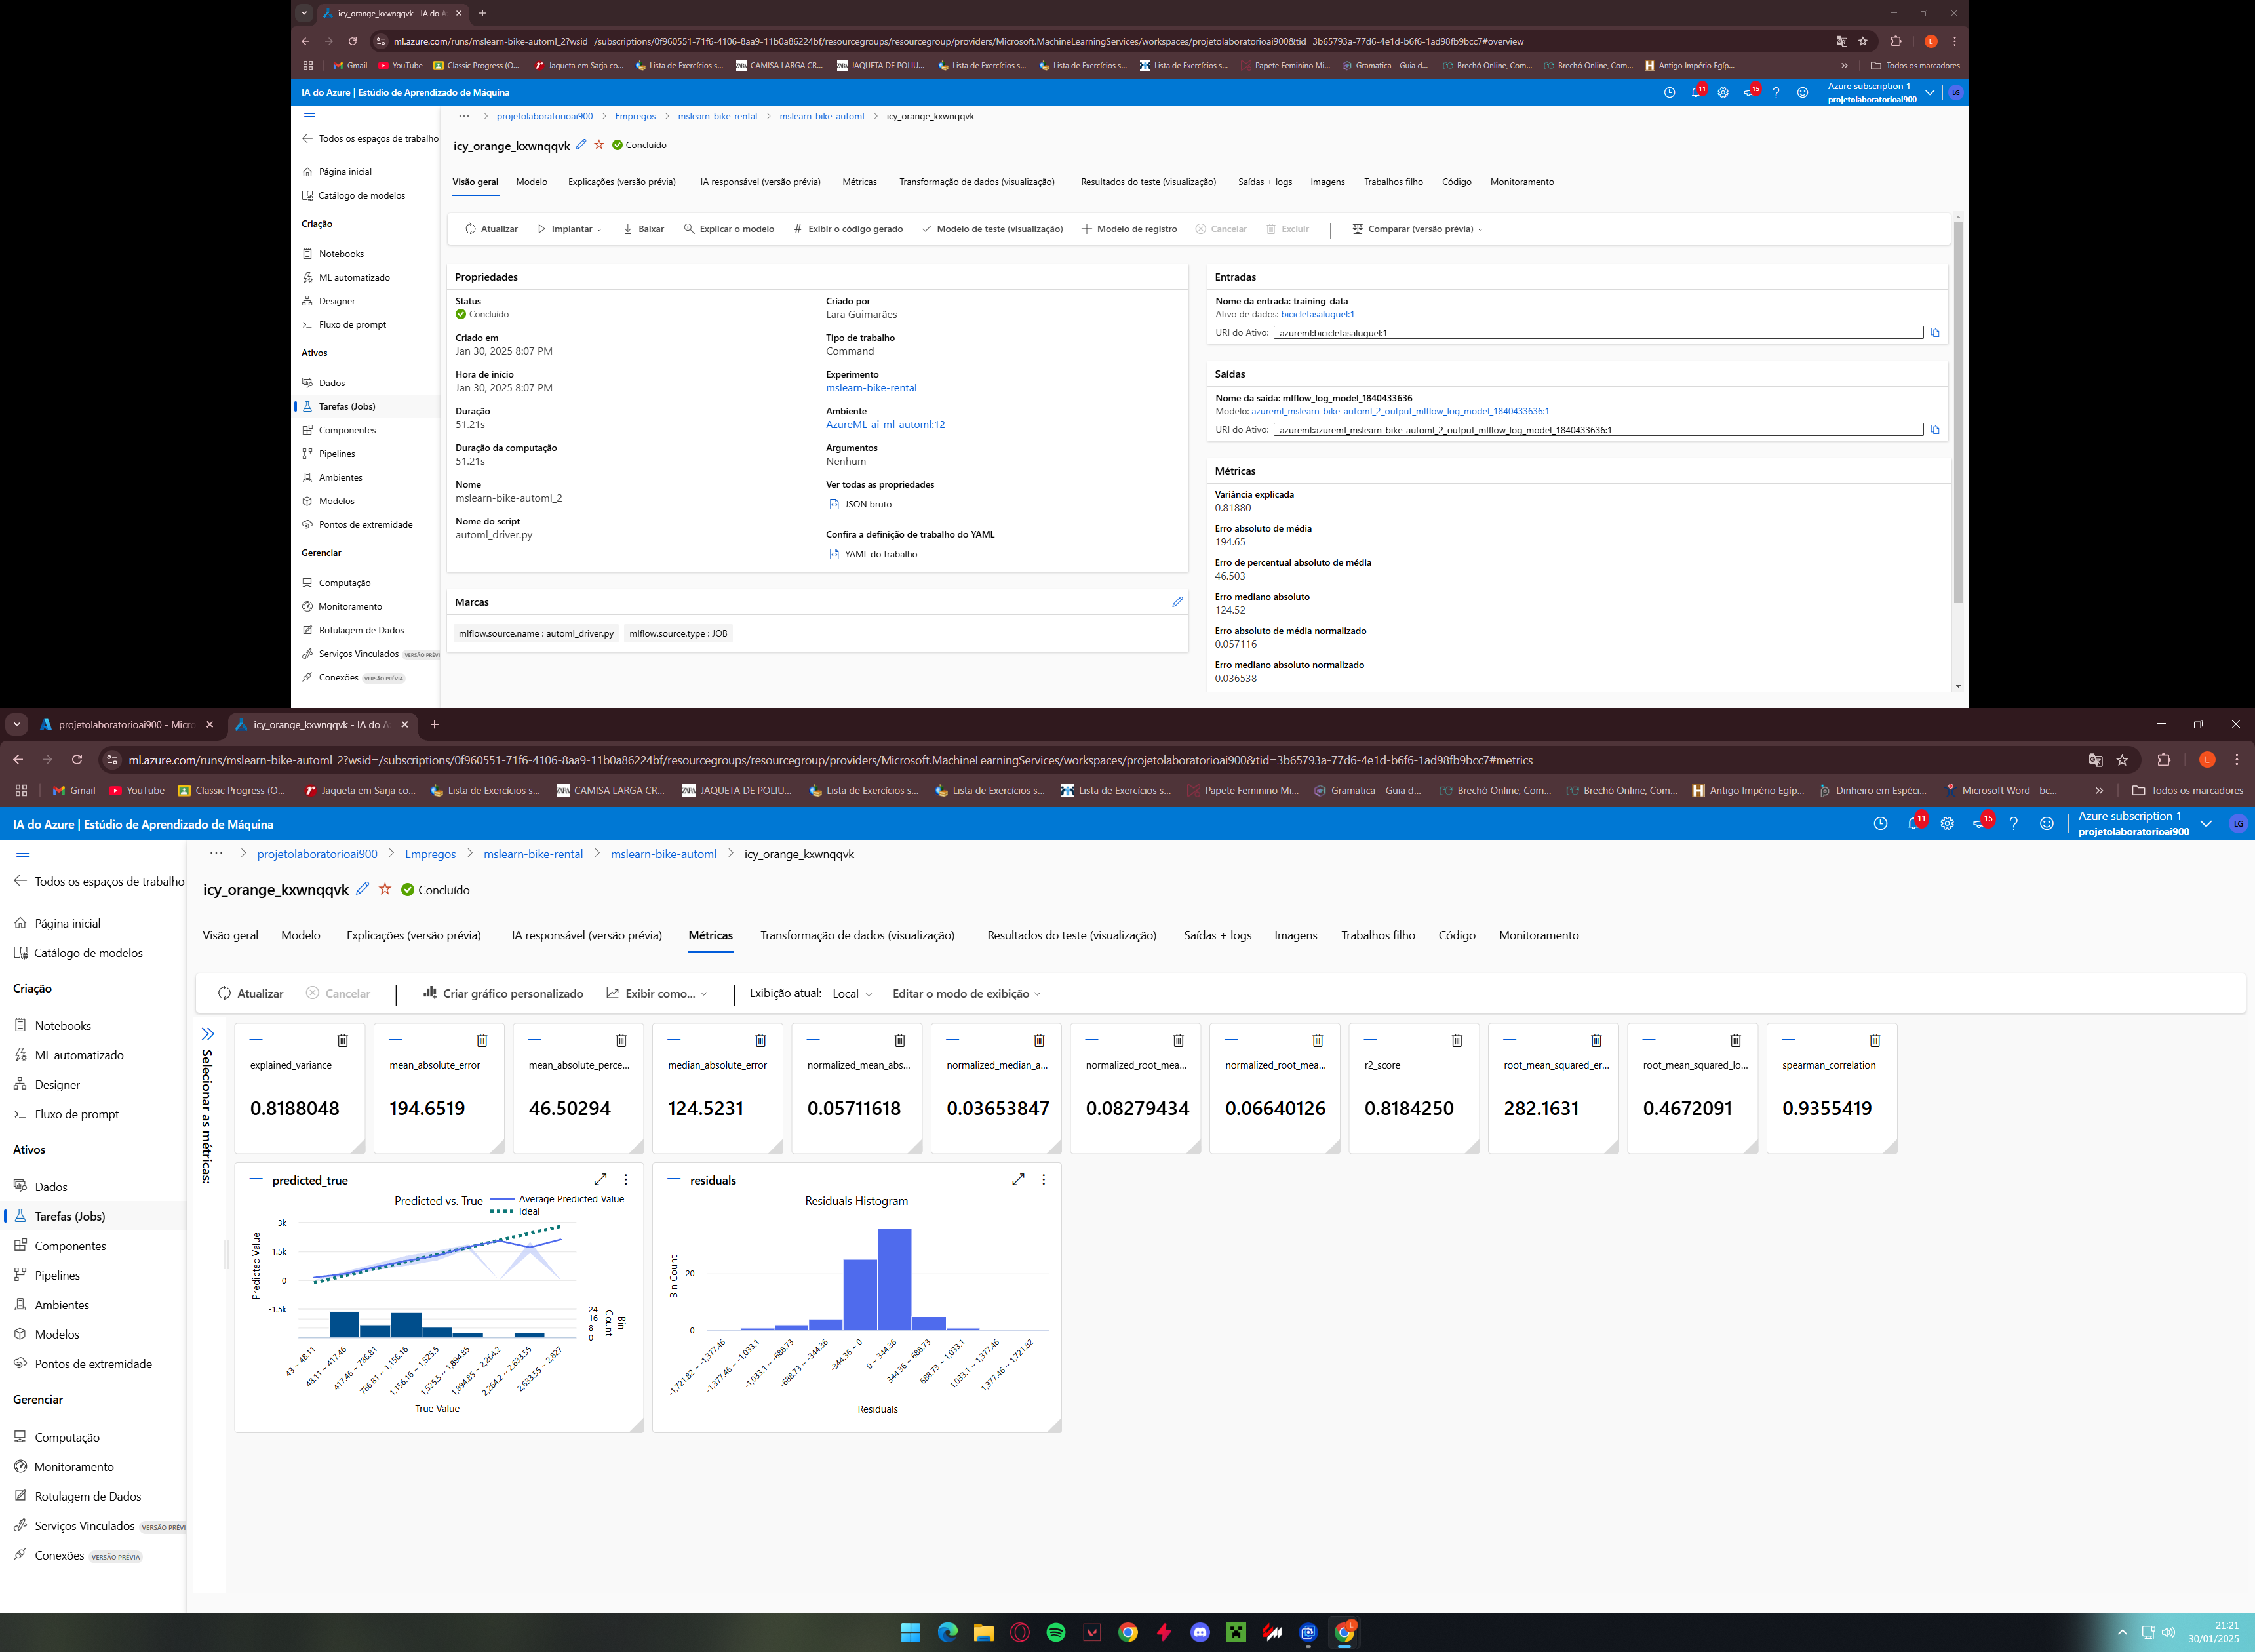 icy_orange_kxwnqqvk - IA do A
ml.azure.com/runs/mslearn-bike-automl_2?wsid=/subscriptions/0f960551-71f6-4106-8aa9-11b0a86224bf/resourcegroups/resourcegroup/providers/Microsoft.MachineLearningServices/workspaces/projetolaboratorioai900&tid=3b65793a-77d6-4e1d-b6f6-1ad98fb9bcc7#overview
L
Gmail YouTube Classic Progress (O... Jaqueta em Sarja co... Lista de Exercícios s... CAMISA LARGA CR... JAQUETA DE POLIU... Lista de Exercícios s... Lista de Exercícios s... Lista de Exercícios s... Papete Feminino Mi... Gramatica – Guia d... Brechó Online, Com... Brechó Online, Com... Antigo Império Egíp... Todos os marcadores
IA do Azure | Estúdio de Aprendizado de Máquina
11
15
Azure subscription 1
projetolaboratorioai900
LG
... projetolaboratorioai900 Empregos mslearn-bike-rental mslearn-bike-automl icy_orange_kxwnqqvk
Todos os espaços de trabalho
Página inicial
Catálogo de modelos
Criação
Notebooks
ML automatizado
Designer
Fluxo de prompt
Ativos
Dados
Tarefas (Jobs)
Componentes
Pipelines
Ambientes
Modelos
Pontos de extremidade
Gerenciar
Computação
Monitoramento
Rotulagem de Dados
Serviços Vinculados VERSÃO PRÉVI
Conexões VERSÃO PRÉVIA
icy_orange_kxwnqqvk Concluído
Visão geral Modelo Explicações (versão prévia) IA responsável (versão prévia) Métricas Transformação de dados (visualização) Resultados do teste (visualização) Saídas + logs Imagens Trabalhos filho Código Monitoramento
Atualizar Implantar Baixar Explicar o modelo Exibir o código gerado Modelo de teste (visualização) Modelo de registro Cancelar Excluir Comparar (versão prévia)
Propriedades
Status
Concluído
Criado em
Jan 30, 2025 8:07 PM
Hora de início
Jan 30, 2025 8:07 PM
Duração
51.21s
Duração da computação
51.21s
Nome
mslearn-bike-automl_2
Nome do script
automl_driver.py
Criado por
Lara Guimarães
Tipo de trabalho
Command
Experimento
mslearn-bike-rental
Ambiente
AzureML-ai-ml-automl:12
Argumentos
Nenhum
Ver todas as propriedades
JSON bruto
Confira a definição de trabalho do YAML
YAML do trabalho
Marcas
mlflow.source.name : automl_driver.py mlflow.source.type : JOB
Entradas
Nome da entrada: training_data
Ativo de dados: bicicletasaluguel:1
URI do Ativo: azureml:bicicletasaluguel:1
Saídas
Nome da saída: mlflow_log_model_1840433636
Modelo: azureml_mslearn-bike-automl_2_output_mlflow_log_model_1840433636:1
URI do Ativo: azureml:azureml_mslearn-bike-automl_2_output_mlflow_log_model_1840433636:1
Métricas
Variância explicada
0.81880
Erro absoluto de média
194.65
Erro de percentual absoluto de média
46.503
Erro mediano absoluto
124.52
Erro absoluto de média normalizado
0.057116
Erro mediano absoluto normalizado
0.036538
projetolaboratorioai900 - Micro icy_orange_kxwnqqvk - IA do A
ml.azure.com/runs/mslearn-bike-automl_2?wsid=/subscriptions/0f960551-71f6-4106-8aa9-11b0a86224bf/resourcegroups/resourcegroup/providers/Microsoft.MachineLearningServices/workspaces/projetolaboratorioai900&tid=3b65793a-77d6-4e1d-b6f6-1ad98fb9bcc7#metrics
L
Gmail YouTube Classic Progress (O... Jaqueta em Sarja co... Lista de Exercícios s... CAMISA LARGA CR... JAQUETA DE POLIU... Lista de Exercícios s... Lista de Exercícios s... Lista de Exercícios s... Papete Feminino Mi... Gramatica – Guia d... Brechó Online, Com... Brechó Online, Com... Antigo Império Egíp... Dinheiro em Espéci... Microsoft Word - bc... Todos os marcadores
IA do Azure | Estúdio de Aprendizado de Máquina
11
15
Azure subscription 1
projetolaboratorioai900
LG
... projetolaboratorioai900 Empregos mslearn-bike-rental mslearn-bike-automl icy_orange_kxwnqqvk
Todos os espaços de trabalho
Página inicial
Catálogo de modelos
Criação
Notebooks
ML automatizado
Designer
Fluxo de prompt
Ativos
Dados
Tarefas (Jobs)
Componentes
Pipelines
Ambientes
Modelos
Pontos de extremidade
Gerenciar
Computação
Monitoramento
Rotulagem de Dados
Serviços Vinculados VERSÃO PRÉVI
Conexões VERSÃO PRÉVIA
icy_orange_kxwnqqvk Concluído
Visão geral Modelo Explicações (versão prévia) IA responsável (versão prévia) Métricas Transformação de dados (visualização) Resultados do teste (visualização) Saídas + logs Imagens Trabalhos filho Código Monitoramento
Atualizar Cancelar Criar gráfico personalizado Exibir como... Exibição atual: Local Editar o modo de exibição
Selecionar as métricas:
explained_variance
0.8188048
mean_absolute_error
194.6519
mean_absolute_perce...
46.50294
median_absolute_error
124.5231
normalized_mean_abs...
0.05711618
normalized_median_a...
0.03653847
normalized_root_mea...
0.08279434
normalized_root_mea...
0.06640126
r2_score
0.8184250
root_mean_squared_er...
282.1631
root_mean_squared_lo...
0.4672091
spearman_correlation
0.9355419
predicted_true
Predicted vs. True
Average Predicted Value
Ideal
Predicted Value
3k
1.5k
0
-1.5k
24
16
8
0
Bin Count
43 – 48.11
48.11 – 417.46
417.46 – 786.81
786.81 – 1,156.16
1,156.16 – 1,525.5
1,525.5 – 1,894.85
1,894.85 – 2,264.2
2,264.2 – 2,633.55
2,633.55 – 2,827
True Value
residuals
Residuals Histogram
Bin Count
20
0
-1,721.82 – -1,377.46
-1,377.46 – -1,033.1
-1,033.1 – -688.73
-688.73 – -344.36
-344.36 – 0
0 – 344.36
344.36 – 688.73
688.73 – 1,033.1
1,033.1 – 1,377.46
1,377.46 – 1,721.82
Residuals
21:21
30/01/2025